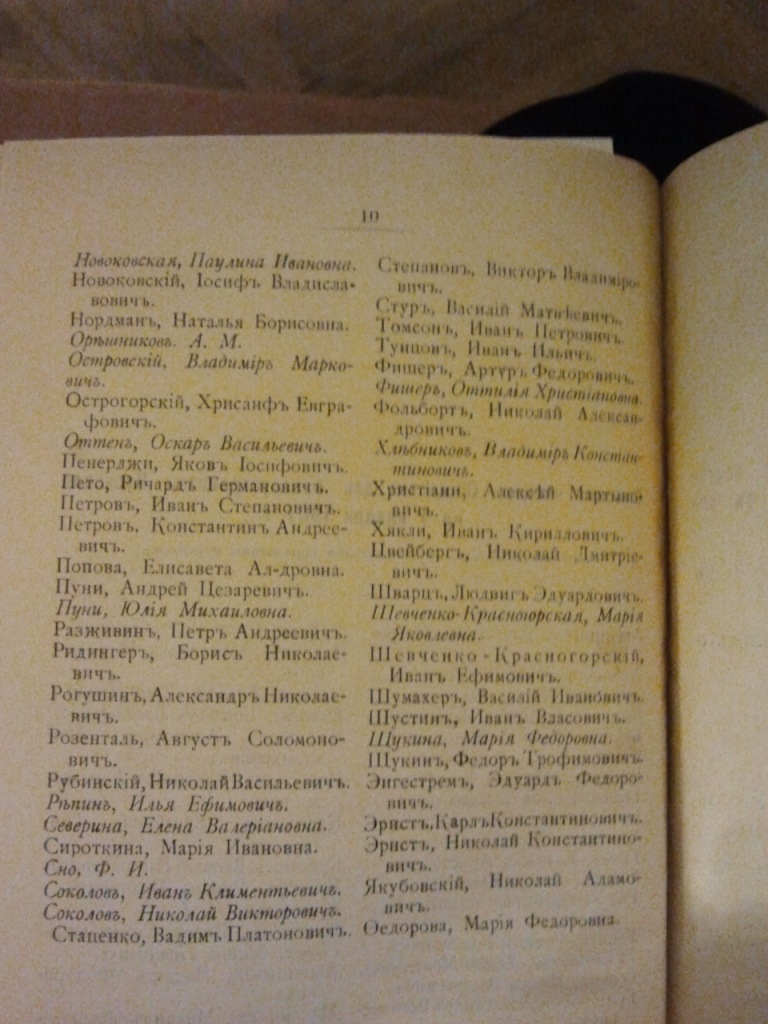 10
Новоковская, Паулина Ивановна.
Новоковскій, Іосифъ Владисла-
вовичъ.
Нордманъ, Наталья Борисовна.
Орѣшниковъ. А. М.
Островскій, Владиміръ Марко-
вичъ.
Острогорскій, Хрисанфъ Евгра-
фовичъ.
Оттенъ, Оскаръ Васильевичъ.
Пенерджи, Яковъ Іосифовичъ.
Пето, Ричардъ Германовичъ.
Петровъ, Иванъ Степановичъ.
Петровъ, Константинъ Андрее-
вичъ.
Попова, Елисавета Ал-дровна.
Пуни, Андрей Цезаревичъ.
Пуни, Юлія Михаиловна.
Разживинъ, Петръ Андреевичъ.
Ридингеръ, Борисъ Николае-
вичъ.
Рогушинъ, Александръ Николае-
вичъ.
Розенталь, Августъ Соломоно-
вичъ.
Рубинскій, Николай Васильевичъ.
Рѣпинъ, Илья Ефимовичъ.
Северина, Елена Валеріановна.
Сироткина, Марія Ивановна.
Сно, Ф. И.
Соколовъ, Иванъ Климентьевичъ.
Соколовъ, Николай Викторовичъ.
Стаценко, Вадимъ Платоновичъ.
Степановъ, Викторъ Владиміро-
вичъ.
Стуръ, Василій Матвѣевичъ.
Томсонъ, Иванъ Петровичъ.
Тунцовъ, Иванъ Ильичъ.
Фишеръ, Артуръ Федоровичъ.
Фишеръ, Оттилія Христіановна.
Фольбортъ, Николай Алексан-
дровичъ.
Хлѣбниковъ, Владиміръ Констан-
тиновичъ.
Христіани, Алексѣй Мартыно-
вичъ.
Хякли, Иванъ Кирилловичъ.
Цвейбергъ, Николай Дмитріе-
вичъ.
Шварцъ, Людвигъ Эдуардовичъ.
Шевченко-Красногорская, Марія
Яковлевна.
Шевченко-Красногорскій,
Иванъ Ефимовичъ.
Шумахеръ, Василій Ивановичъ.
Шустинъ, Иванъ Власовичъ.
Щукина, Марія Федоровна.
Щукинъ, Федоръ Трофимовичъ.
Энгестремъ, Эдуардъ Федоро-
вичъ.
Эрнстъ, Карлъ Константиновичъ.
Эрнстъ, Николай Константино-
вичъ.
Якубовскій, Николай Адамо-
вичъ.
Ѳедорова, Марія Федоровна.